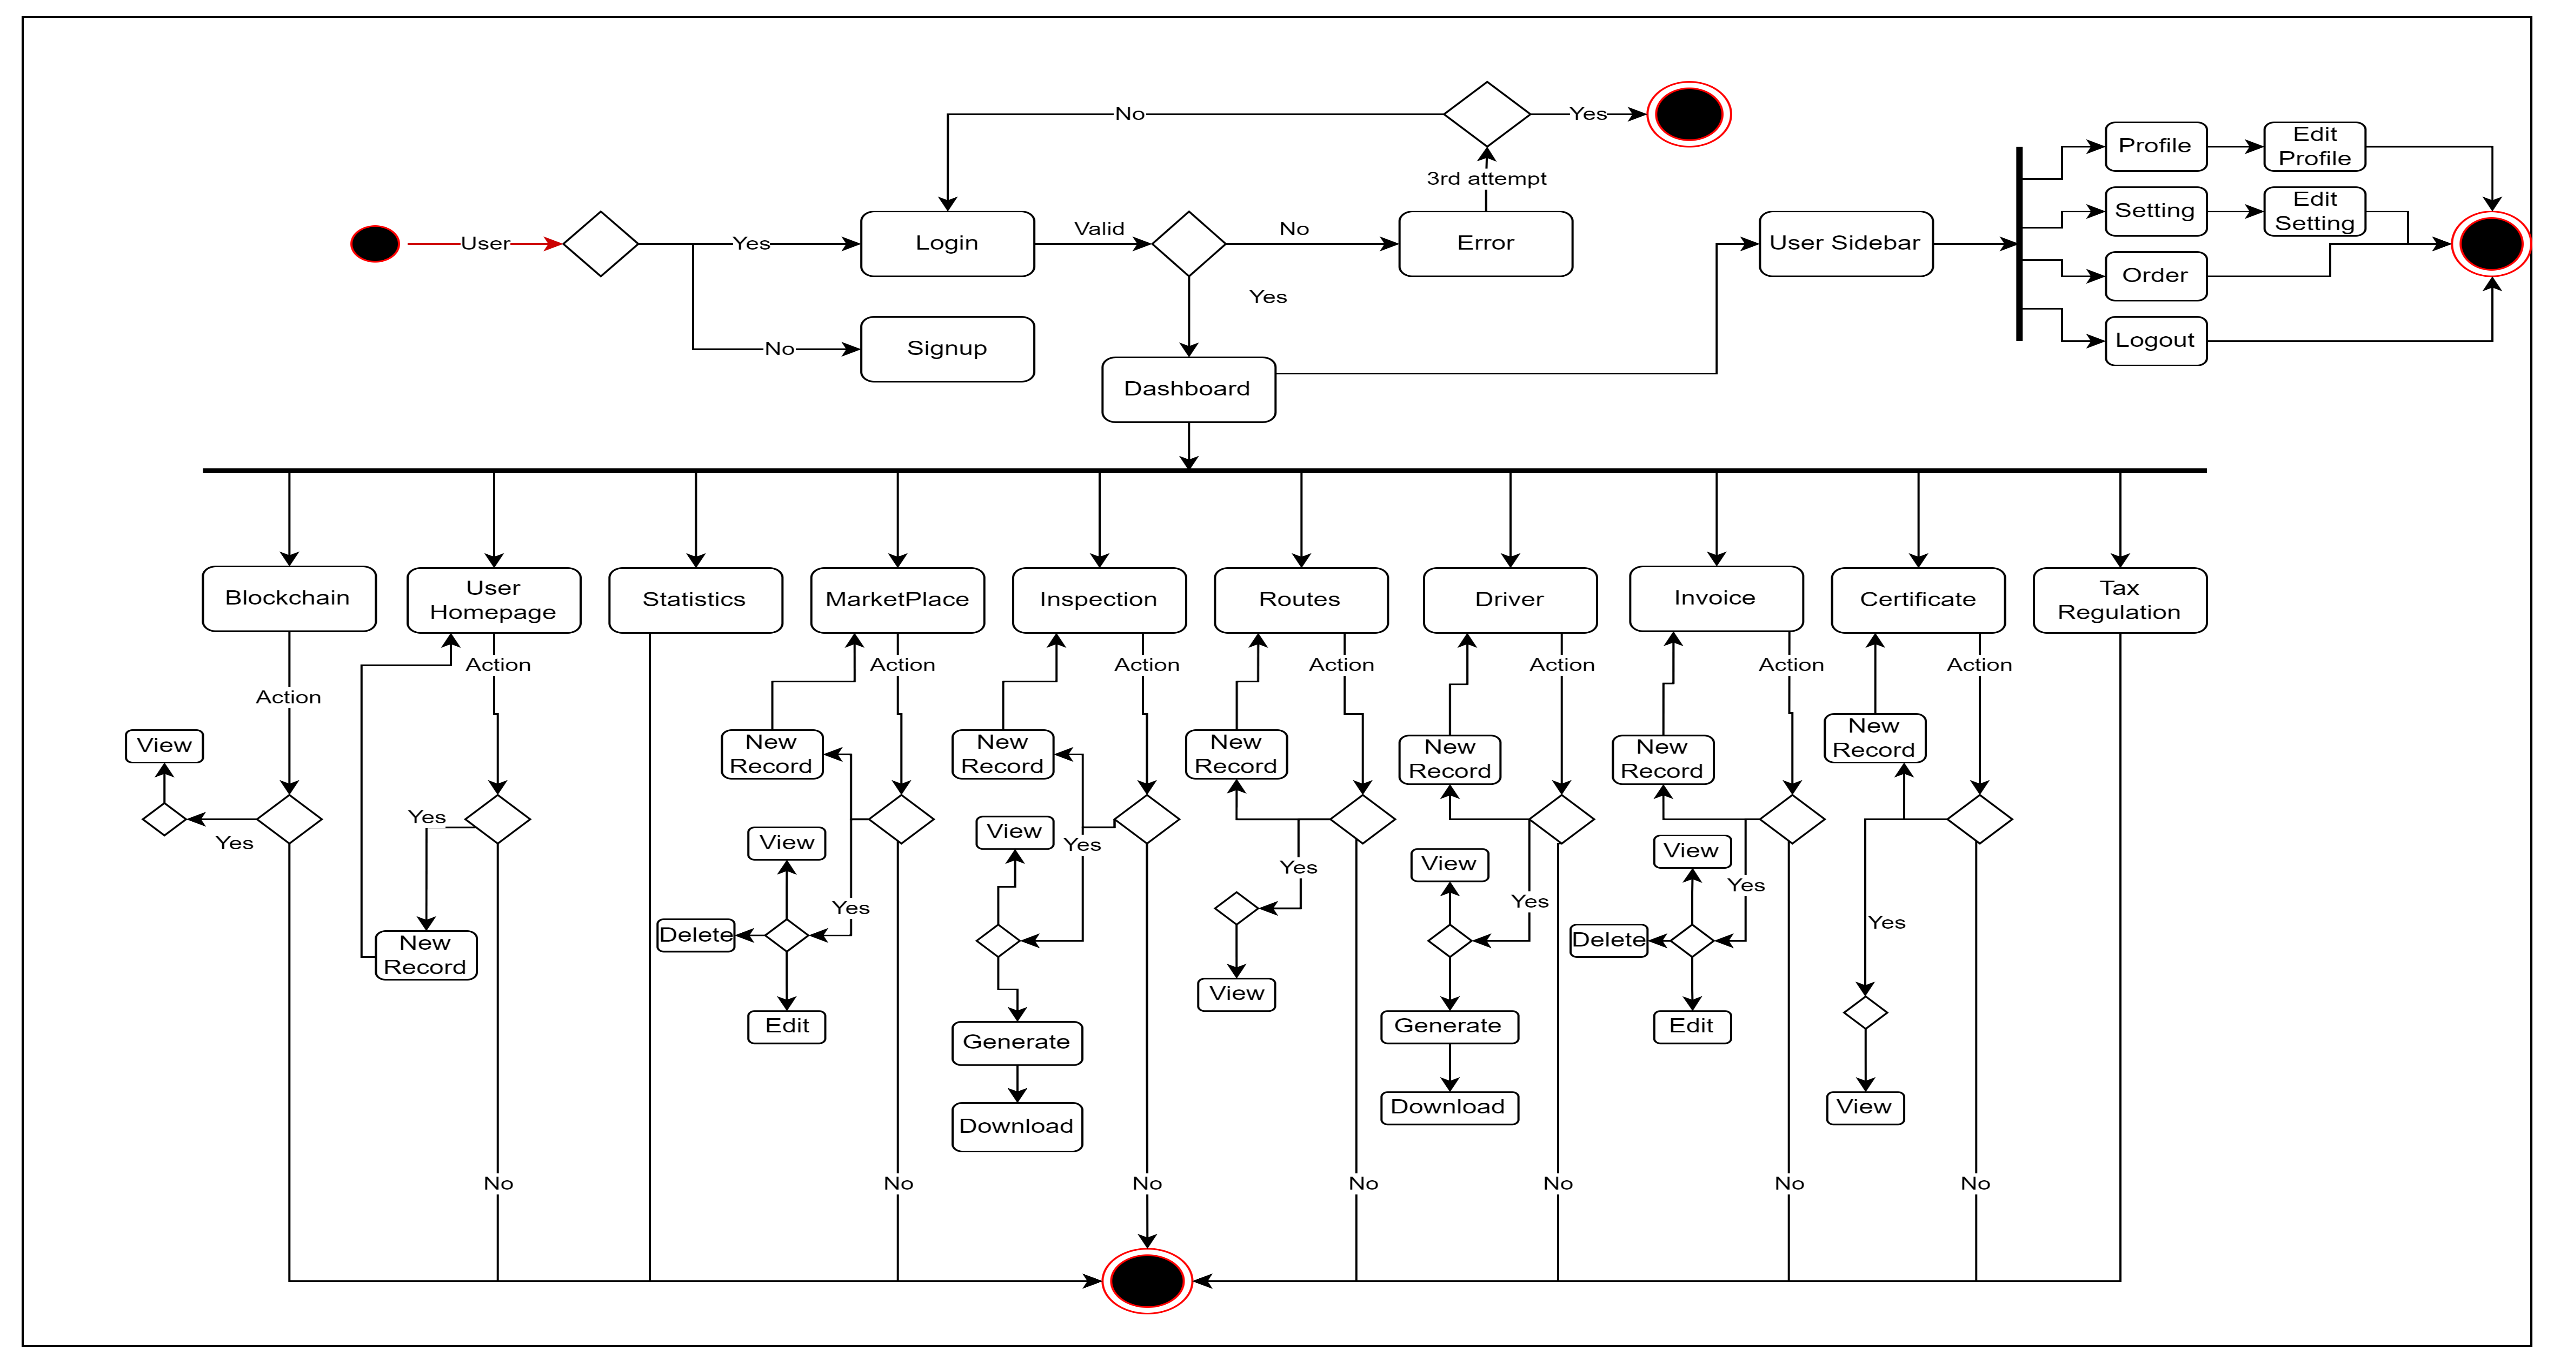 No
Yes
Edit
Profile
Profile
3rd attempt
Edit
Setting
Setting
User
Yes
Login
Valid
No
Error
User Sidebar
Order
Yes
No
Signup
Logout
Dashboard
Blockchain
User
Homepage
Statistics
MarketPlace
Inspection
Routes
Driver
Invoice
Certificate
Tax
Regulation
Action
Action
Action
Action
Action
Action
Action
Action
View
New
Record
New
Record
New
Record
New
Record
New
Record
New
Record
Yes
Yes
View
View
Yes
Yes
View
View
Yes
Yes
Yes
Yes
Yes
Delete
Delete
New
Record
View
Edit
Generate
Generate
Edit
Download
Download
View
No
No
No
No
No
No
No